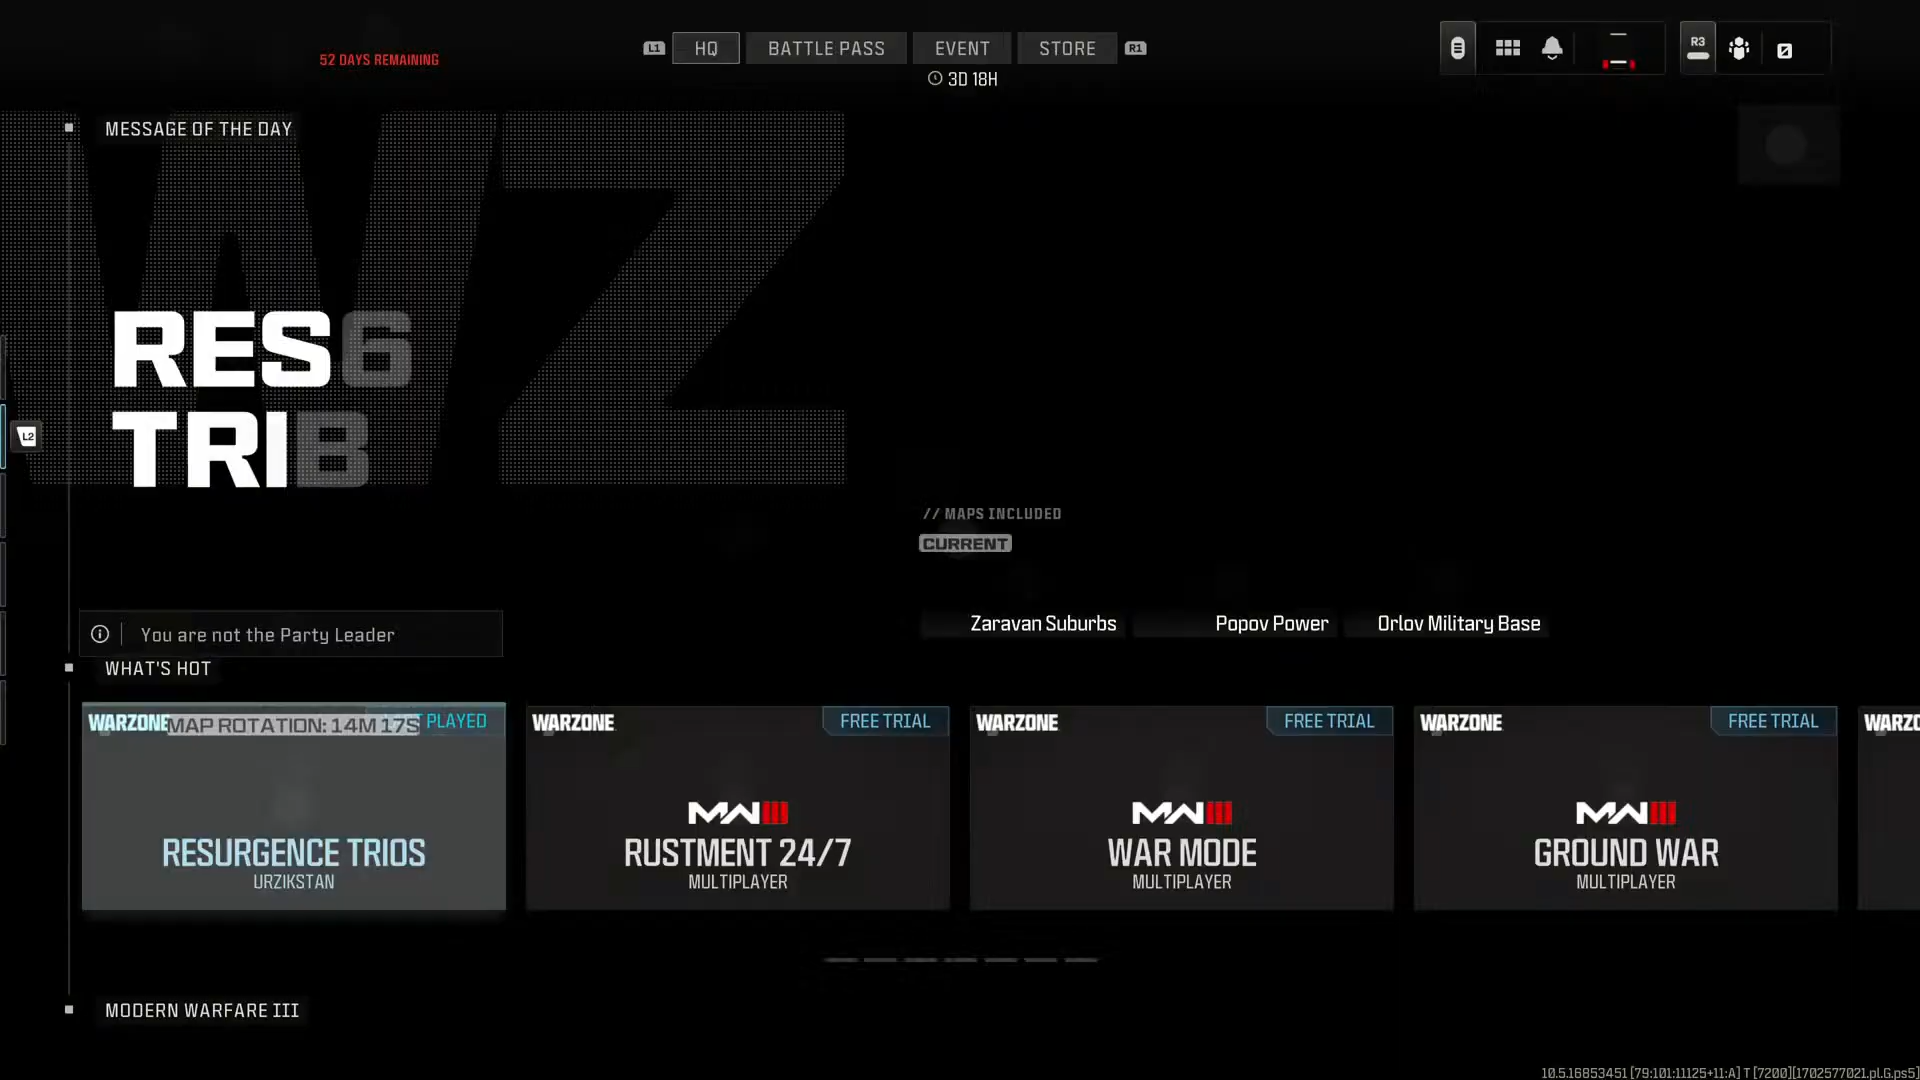 52 DAYS REMAINING
L1 HQ BATTLE PASS EVENT STORE R1
3D 18H
R3
MESSAGE OF THE DAY
WZ
RES6
TRIB
L2
// MAPS INCLUDED
CURRENT
Zaravan Suburbs Popov Power Orlov Military Base
You are not the Party Leader
WHAT'S HOT
WARZONE MAP ROTATION: 14M 17S PLAYED
RESURGENCE TRIOS
URZIKSTAN
WARZONE FREE TRIAL
MWIII
RUSTMENT 24/7
MULTIPLAYER
WARZONE FREE TRIAL
MWIII
WAR MODE
MULTIPLAYER
WARZONE FREE TRIAL
MWIII
GROUND WAR
MULTIPLAYER
WARZO
MODERN WARFARE III
10.5.16853451 [79:101:11125+11:A] T [7200][1702577021.pl.G.ps5]